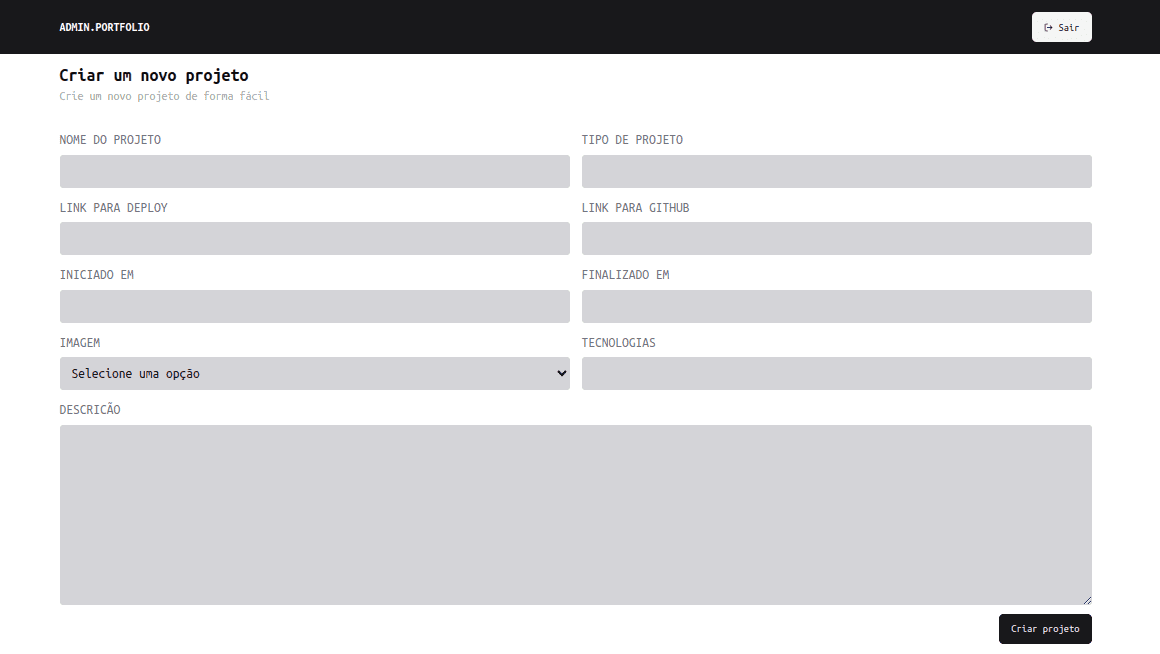 ADMIN.PORTFOLIO
Sair
Criar um novo projeto
Crie um novo projeto de forma fácil
NOME DO PROJETO
TIPO DE PROJETO
LINK PARA DEPLOY
LINK PARA GITHUB
INICIADO EM
FINALIZADO EM
IMAGEM
TECNOLOGIAS
Selecione uma opção
DESCRICÃO
Criar projeto